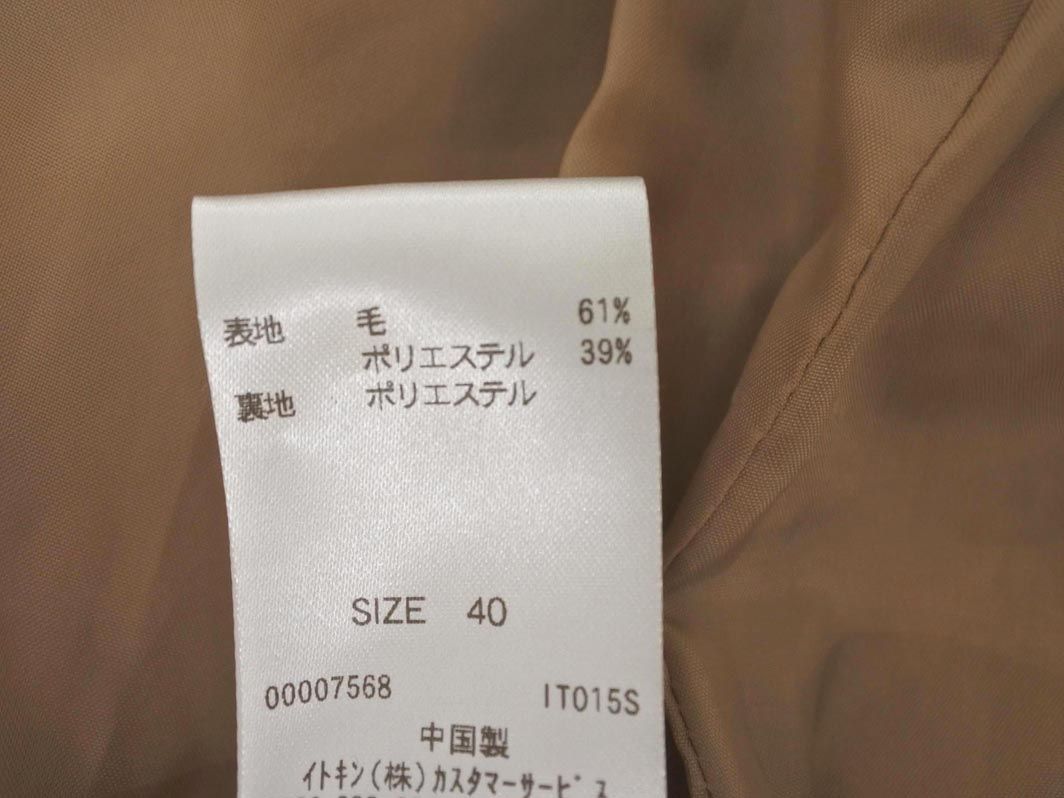 表地 毛 61%
ポリエステル 39%
裏地 ポリエステル
SIZE 40
00007568 IT015S
中国製
イトキン(株)カスタマーサービス